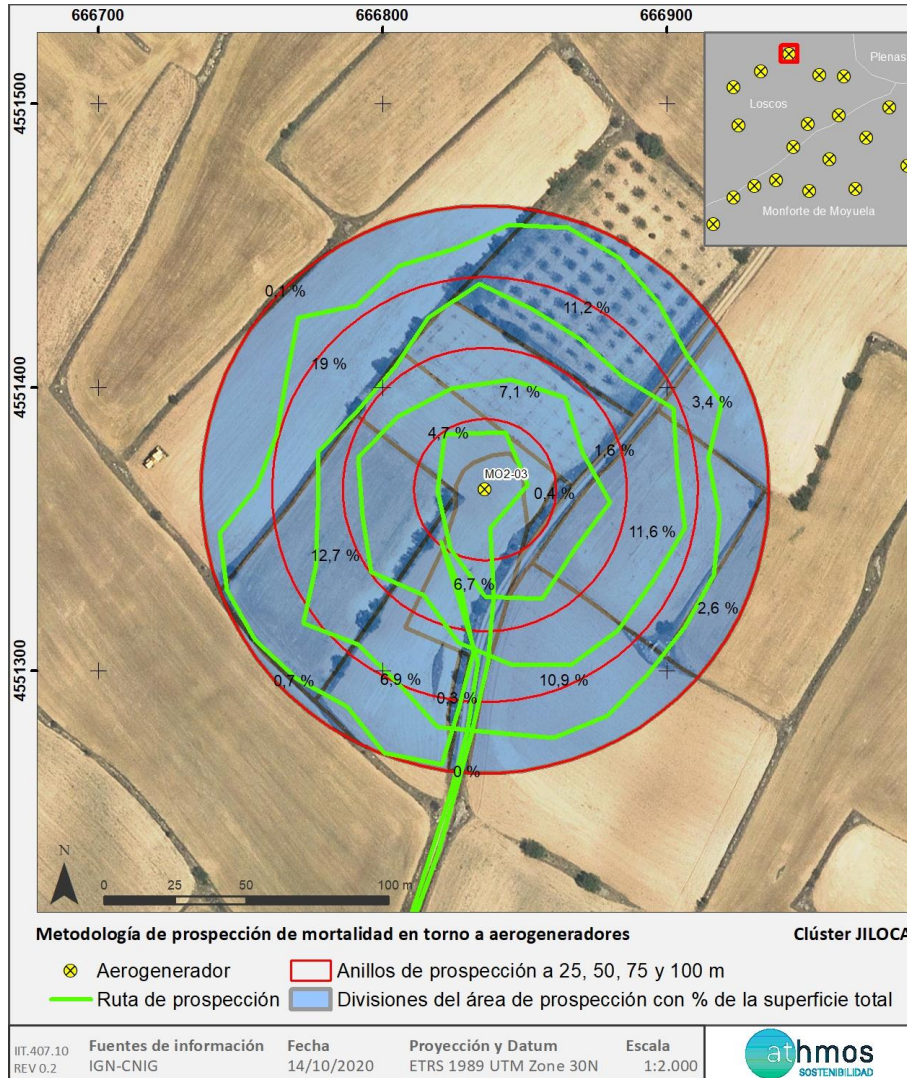 666700 666800 666900
4551500
4551400
4551300
Plenas
Loscos
Monforte de Moyuela
0,1 %
11,2 %
19 %
7,1 %
3,4 %
4,7 %
1,6 %
MO2-03
0,4 %
11,6 %
12,7 %
6,7 %
2,6 %
0,7 %
6,9 %
10,9 %
0,3 %
0 %
N
0 25 50 100 m
Metodología de prospección de mortalidad en torno a aerogeneradores Clúster JILOCA
Aerogenerador Anillos de prospección a 25, 50, 75 y 100 m
Ruta de prospección Divisiones del área de prospección con % de la superficie total
IIT.407.10
REV 0.2
Fuentes de información Fecha Proyección y Datum Escala
IGN-CNIG 14/10/2020 ETRS 1989 UTM Zone 30N 1:2.000
athmos
SOSTENIBILIDAD